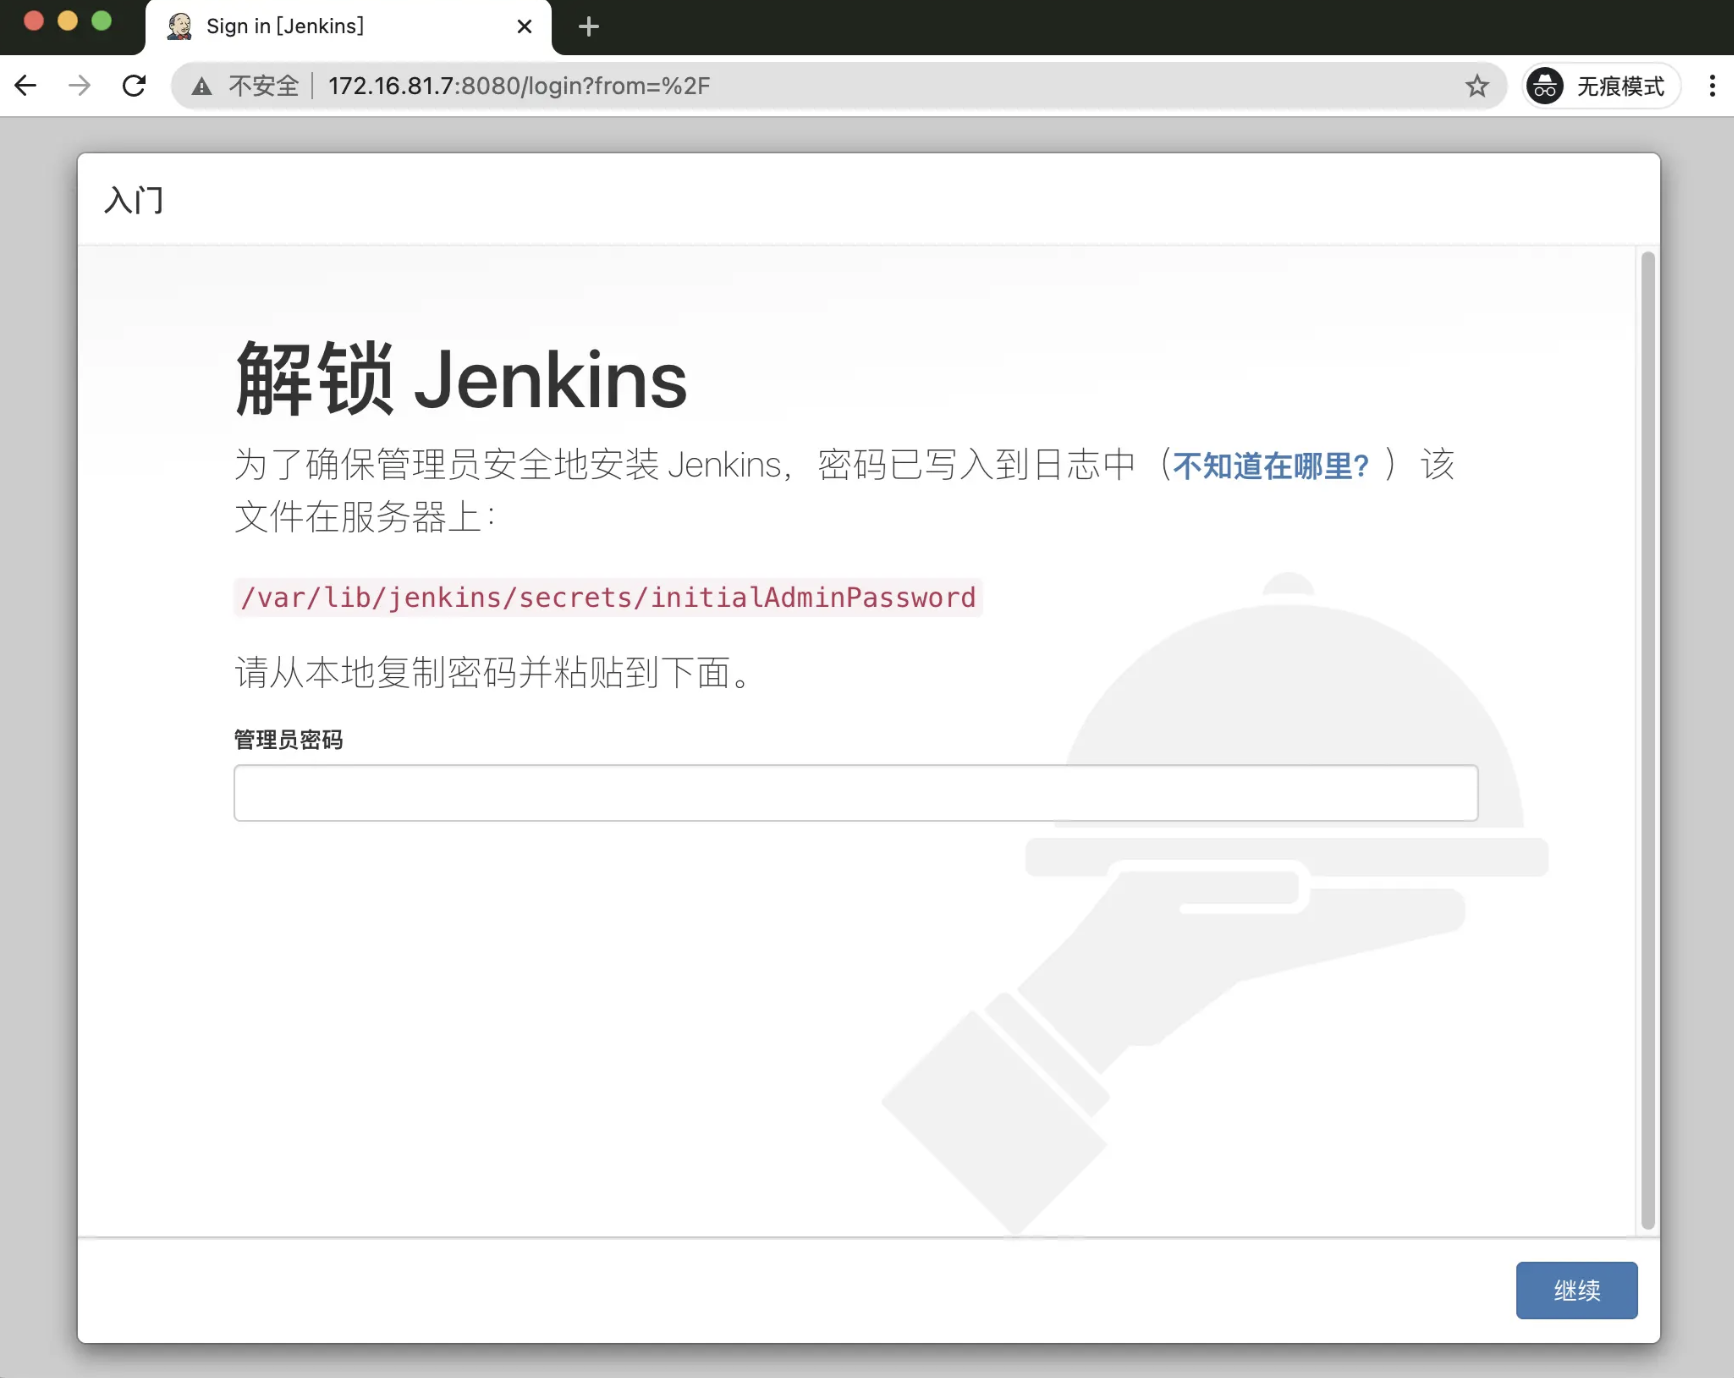 Sign in [Jenkins]
不安全 172.16.81.7:8080/login?from=%2F 无痕模式
入门
解锁 Jenkins
为了确保管理员安全地安装 Jenkins，密码已写入到日志中（不知道在哪里？）该
文件在服务器上：
/var/lib/jenkins/secrets/initialAdminPassword
请从本地复制密码并粘贴到下面。
管理员密码
继续